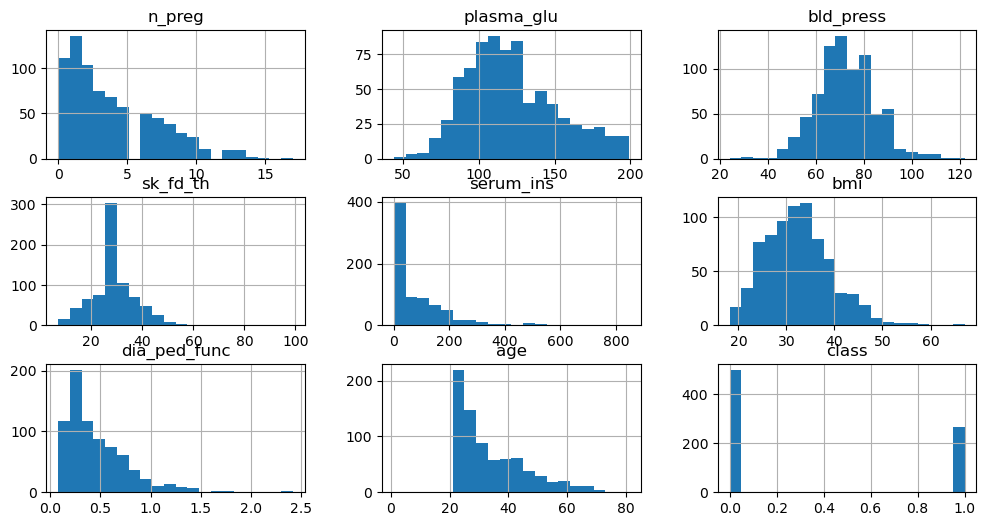 n_preg plasma_glu bld_press
100 50 0
75 50 25 0
100 50 0
0 5 10 15
50 100 150 200
20 40 60 80 100 120
sk_fd_th serum_ins bmi
300 200 100 0
400 200 0
100 50 0
20 40 60 80 100
0 200 400 600 800
20 30 40 50 60
dia_ped_func age class
200 100 0
200 100 0
400 200 0
0.0 0.5 1.0 1.5 2.0 2.5
0 20 40 60 80
0.0 0.2 0.4 0.6 0.8 1.0